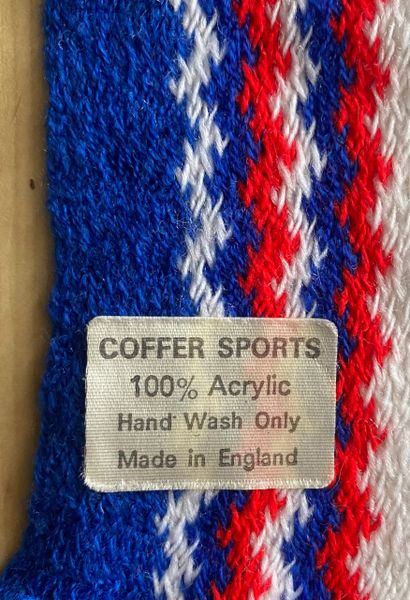 COFFER SPORTS
100% Acrylic
Hand Wash Only
Made in England